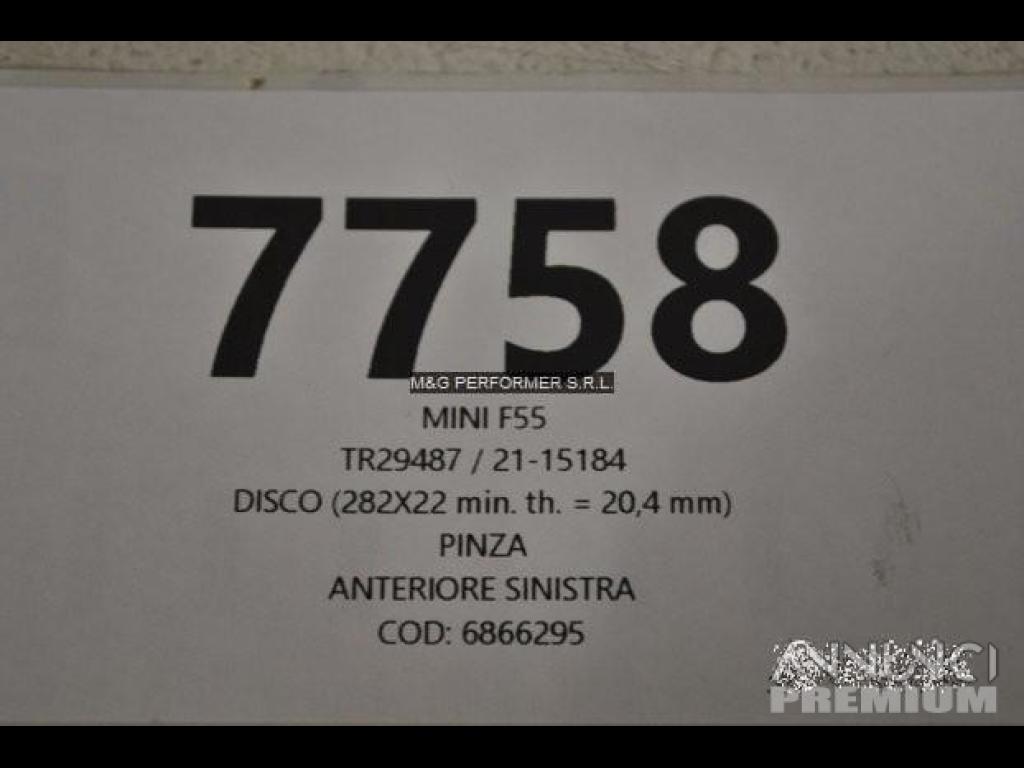 7758
M&G PERFORMER S.R.L.
MINI F55
TR29487 / 21-15184
DISCO (282X22 min. th. = 20,4 mm)
PINZA
ANTERIORE SINISTRA
COD: 6866295
ANNUNCI
PREMIUM